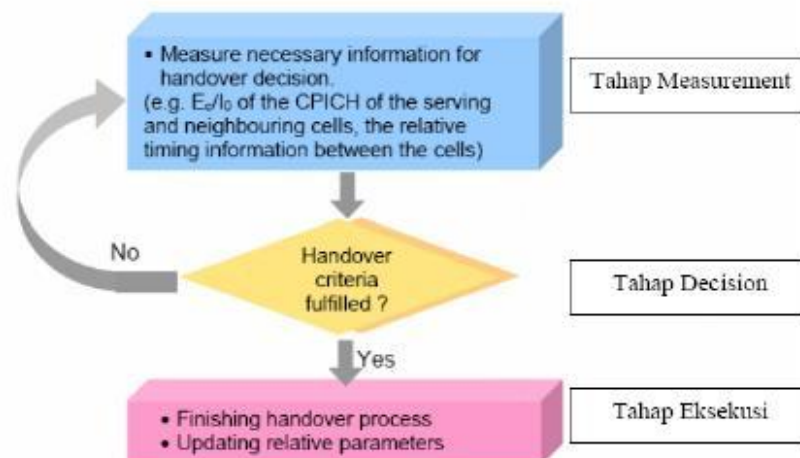 ▪ Measure necessary information for
handover decision.
(e.g. Ec/I0 of the CPICH of the serving
and neighbouring cells, the relative
timing information between the cells)
Tahap Measurement
No
Handover
criteria
fulfilled ?
Tahap Decision
Yes
• Finishing handover process
• Updating relative parameters
Tahap Eksekusi